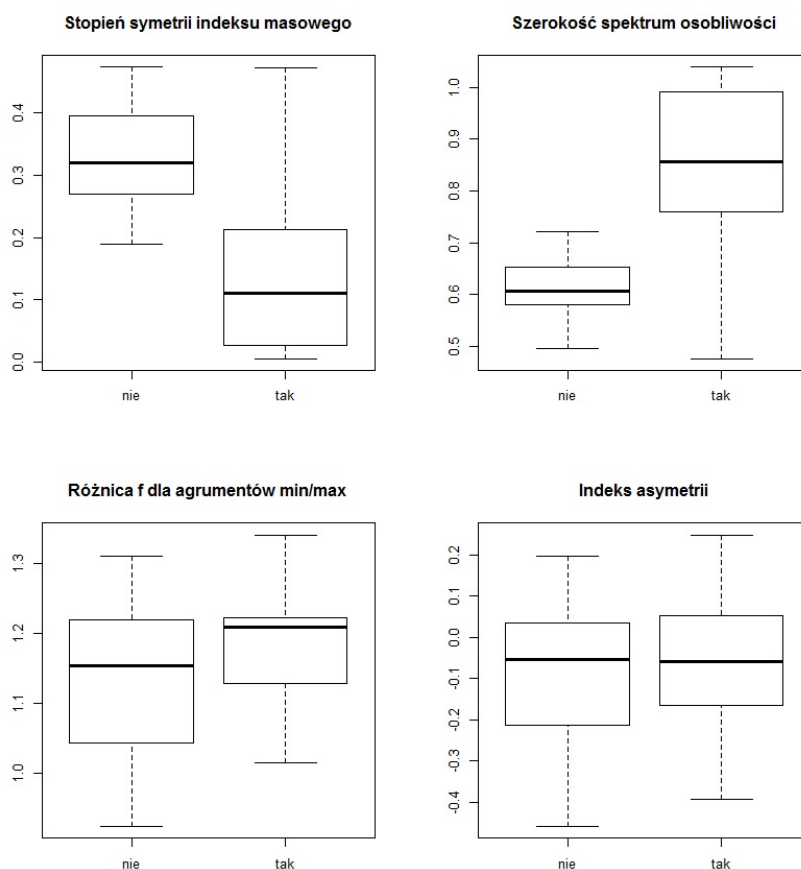 Stopień symetrii indeksu masowego
0.4
0.3
0.2
0.1
0.0
nie tak
Szerokość spektrum osobliwości
1.0
0.9
0.8
0.7
0.6
0.5
nie tak
Różnica f dla agrumentów min/max
1.3
1.2
1.1
1.0
nie tak
Indeks asymetrii
0.2
0.1
0.0
-0.1
-0.2
-0.3
-0.4
nie tak